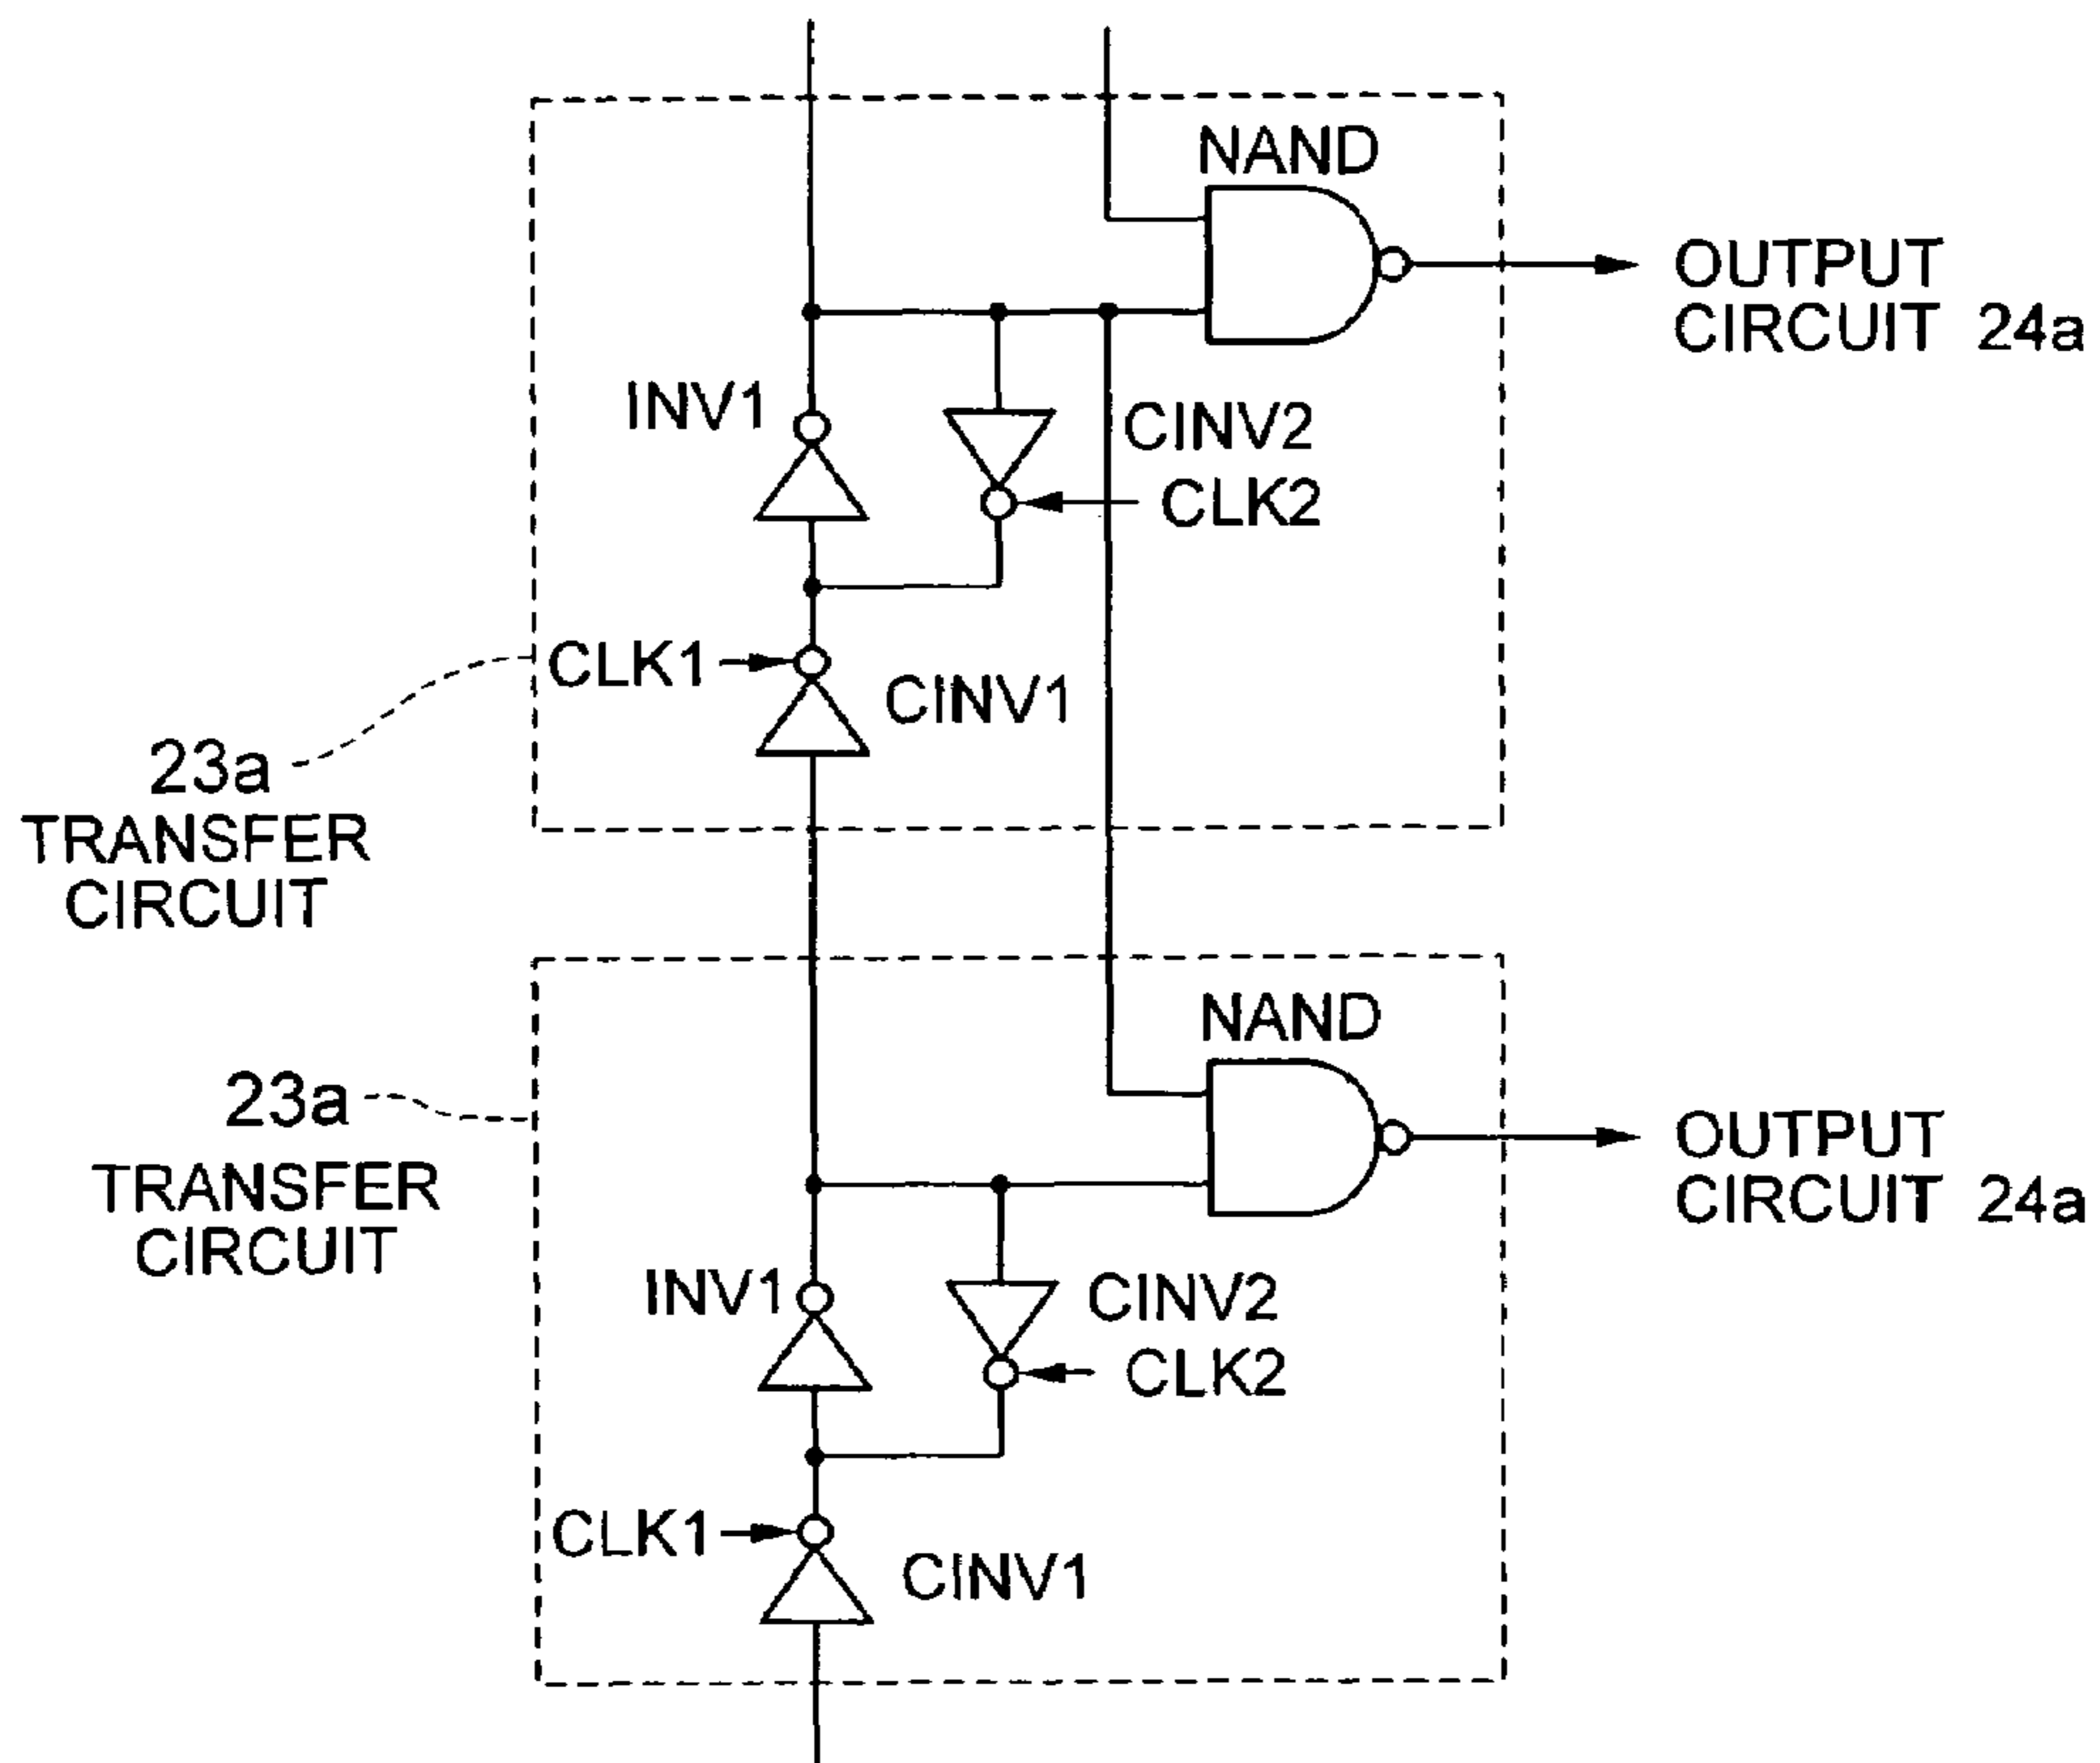 NAND
OUTPUT
CIRCUIT 24a
INV1
CINV2
CLK2
CLK1
CINV1
23a
TRANSFER
CIRCUIT
NAND
23a
TRANSFER
CIRCUIT
OUTPUT
CIRCUIT 24a
INV1
CINV2
CLK2
CLK1
CINV1